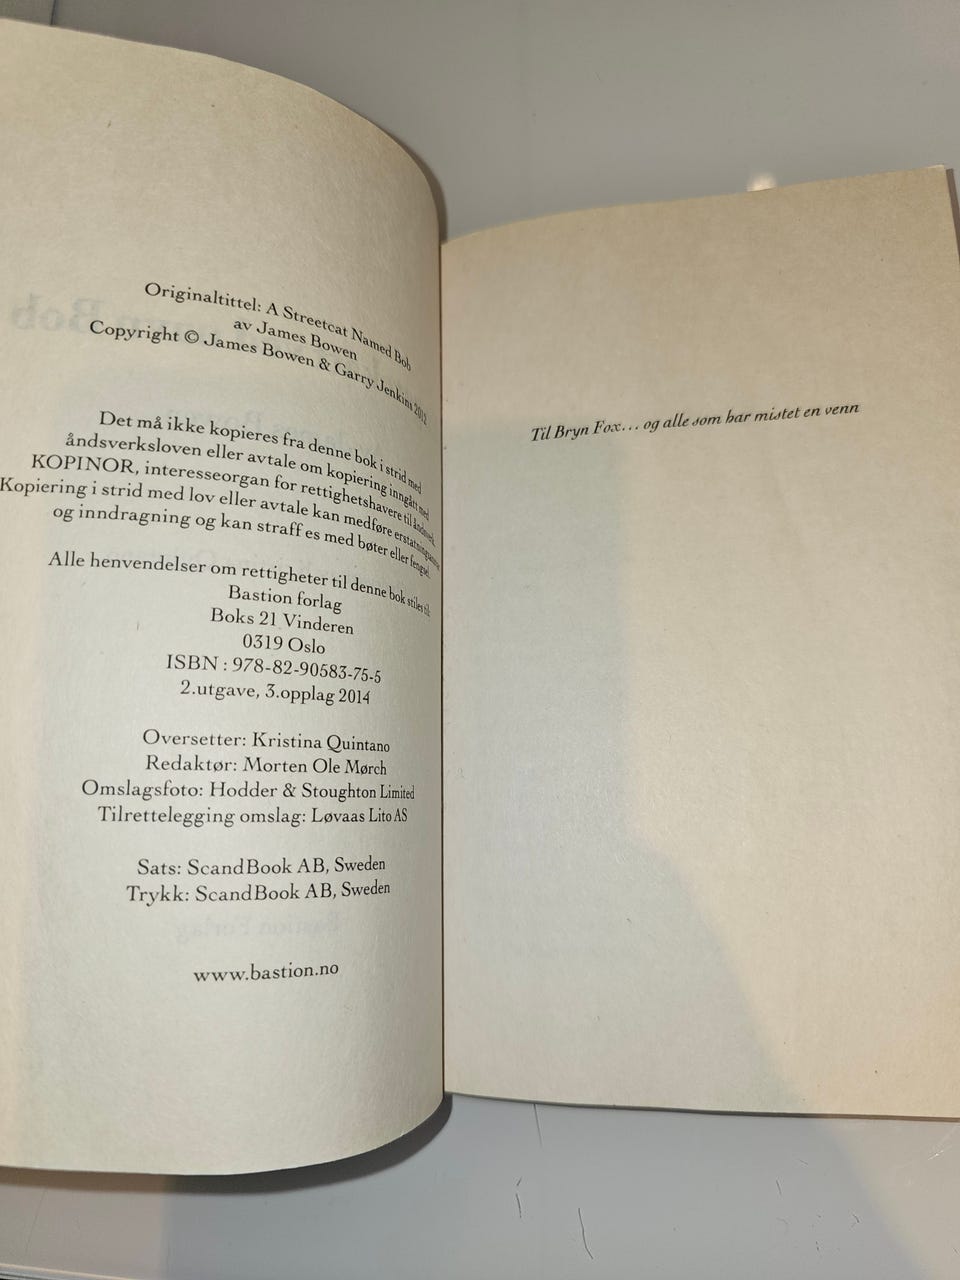 Originaltittel: A Streetcat Named Bob
av James Bowen
Copyright © James Bowen & Garry Jenkins 2012
Det må ikke kopieres fra denne bok i strid med
åndsverksloven eller avtale om kopiering inngått med
KOPINOR, interesseorgan for rettighetshavere til åndsverk.
Kopiering i strid med lov eller avtale kan medføre erstatningsansvar
og inndragning og kan straffes med bøter eller fengsel.
Alle henvendelser om rettigheter til denne bok stiles til:
Bastion forlag
Boks 21 Vinderen
0319 Oslo
ISBN : 978-82-90583-75-5
2.utgave, 3.opplag 2014
Oversetter: Kristina Quintano
Redaktør: Morten Ole Mørch
Omslagsfoto: Hodder & Stoughton Limited
Tilrettelegging omslag: Løvaas Lito AS
Sats: ScandBook AB, Sweden
Trykk: ScandBook AB, Sweden
www.bastion.no
Til Bryn Fox... og alle som har mistet en venn